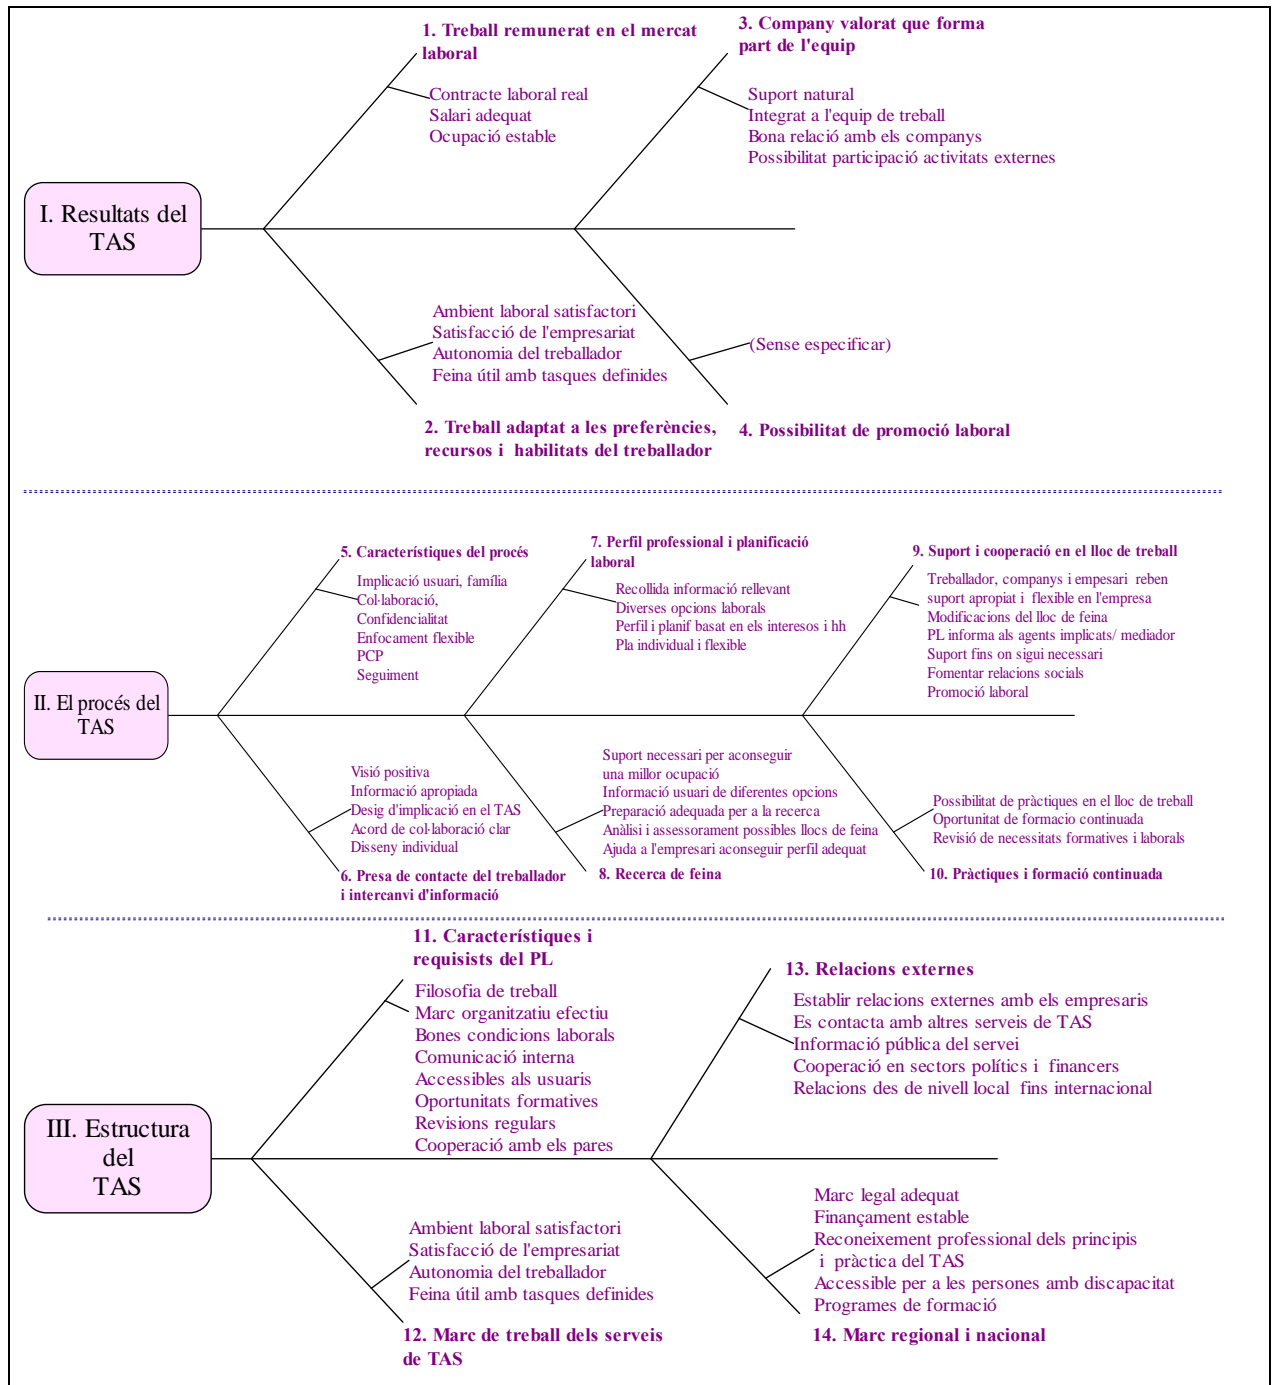 1. Treball remunerat en el mercat
laboral
Contracte laboral real
Salari adequat
Ocupació estable
3. Company valorat que forma
part de l'equip
Suport natural
Integrat a l'equip de treball
Bona relació amb els companys
Possibilitat participació activitats externes
I. Resultats del
TAS
Ambient laboral satisfactori
Satisfacció de l'empresariat
Autonomia del treballador
Feina útil amb tasques definides
2. Treball adaptat a les preferències,
recursos i habilitats del treballador
(Sense especificar)
4. Possibilitat de promoció laboral
5. Característiques del procés
Implicació usuari, família
Col·laboració,
Confidencialitat
Enfocament flexible
PCP
Seguiment
7. Perfil professional i planificació
laboral
Recollida informació rellevant
Diverses opcions laborals
Perfil i planif basat en els interesos i hh
Pla individual i flexible
9. Suport i cooperació en el lloc de treball
Treballador, companys i empesari reben
suport apropiat i flexible en l'empresa
Modificacions del lloc de feina
PL informa als agents implicats/ mediador
Suport fins on sigui necessari
Fomentar relacions socials
Promoció laboral
II. El procés del
TAS
Visió positiva
Informació apropiada
Desig d'implicació en el TAS
Acord de col·laboració clar
Disseny individual
6. Presa de contacte del treballador
i intercanvi d'informació
Suport necessari per aconseguir
una millor ocupació
Informació usuari de diferentes opcions
Preparació adequada per a la recerca
Anàlisi i assessorament possibles llocs de feina
Ajuda a l'empresari aconseguir perfil adequat
8. Recerca de feina
Possibilitat de pràctiques en el lloc de treball
Oportunitat de formacio continuada
Revisió de necessitats formatives i laborals
10. Pràctiques i formació continuada
11. Característiques i
requisists del PL
Filosofia de treball
Marc organitzatiu efectiu
Bones condicions laborals
Comunicació interna
Accessibles als usuaris
Oportunitats formatives
Revisions regulars
Cooperació amb els pares
13. Relacions externes
Establir relacions externes amb els empresaris
Es contacta amb altres serveis de TAS
Informació pública del servei
Cooperació en sectors polítics i financers
Relacions des de nivell local fins internacional
III. Estructura
del
TAS
Ambient laboral satisfactori
Satisfacció de l'empresariat
Autonomia del treballador
Feina útil amb tasques definides
12. Marc de treball dels serveis
de TAS
Marc legal adequat
Finançament estable
Reconeixement professional dels principis
i pràctica del TAS
Accessible per a les persones amb discapacitat
Programes de formació
14. Marc regional i nacional